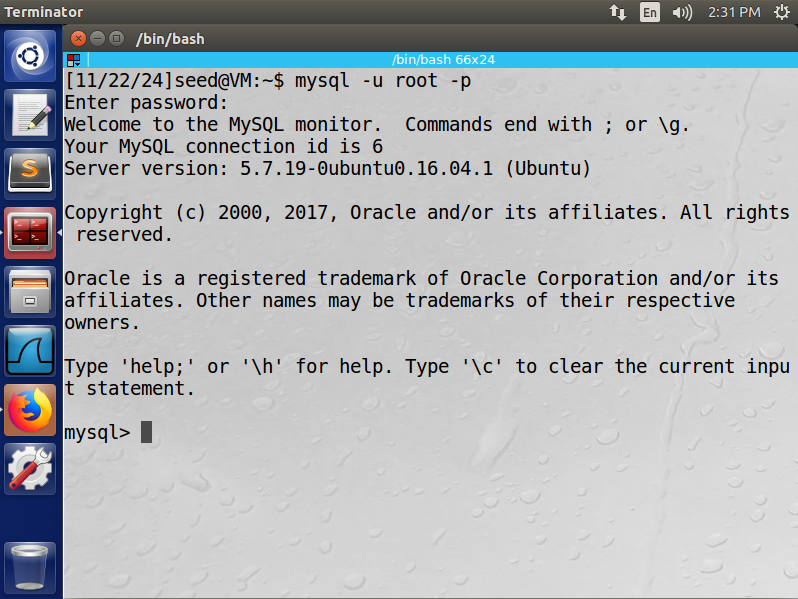 Terminator
En
2:31 PM
/bin/bash
/bin/bash 66x24
[11/22/24]seed@VM:~$ mysql -u root -p
Enter password:
Welcome to the MySQL monitor.  Commands end with ; or \g.
Your MySQL connection id is 6
Server version: 5.7.19-0ubuntu0.16.04.1 (Ubuntu)
Copyright (c) 2000, 2017, Oracle and/or its affiliates. All rights
 reserved.
Oracle is a registered trademark of Oracle Corporation and/or its
affiliates. Other names may be trademarks of their respective
owners.
Type 'help;' or '\h' for help. Type '\c' to clear the current inpu
t statement.
mysql>